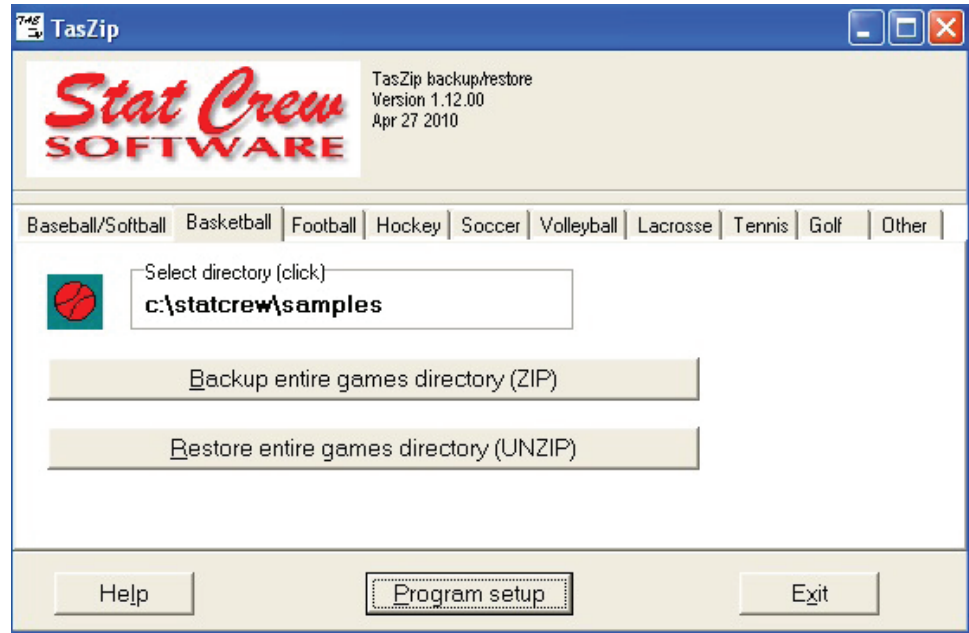 TAS
TasZip
Stat Crew
SOFTWARE
TasZip backup/restore
Version 1.12.00
Apr 27 2010
Baseball/Softball Basketball Football Hockey Soccer Volleyball Lacrosse Tennis Golf Other
Select directory (click)
c:\statcrew\samples
Backup entire games directory (ZIP)
Restore entire games directory (UNZIP)
Help Program setup Exit